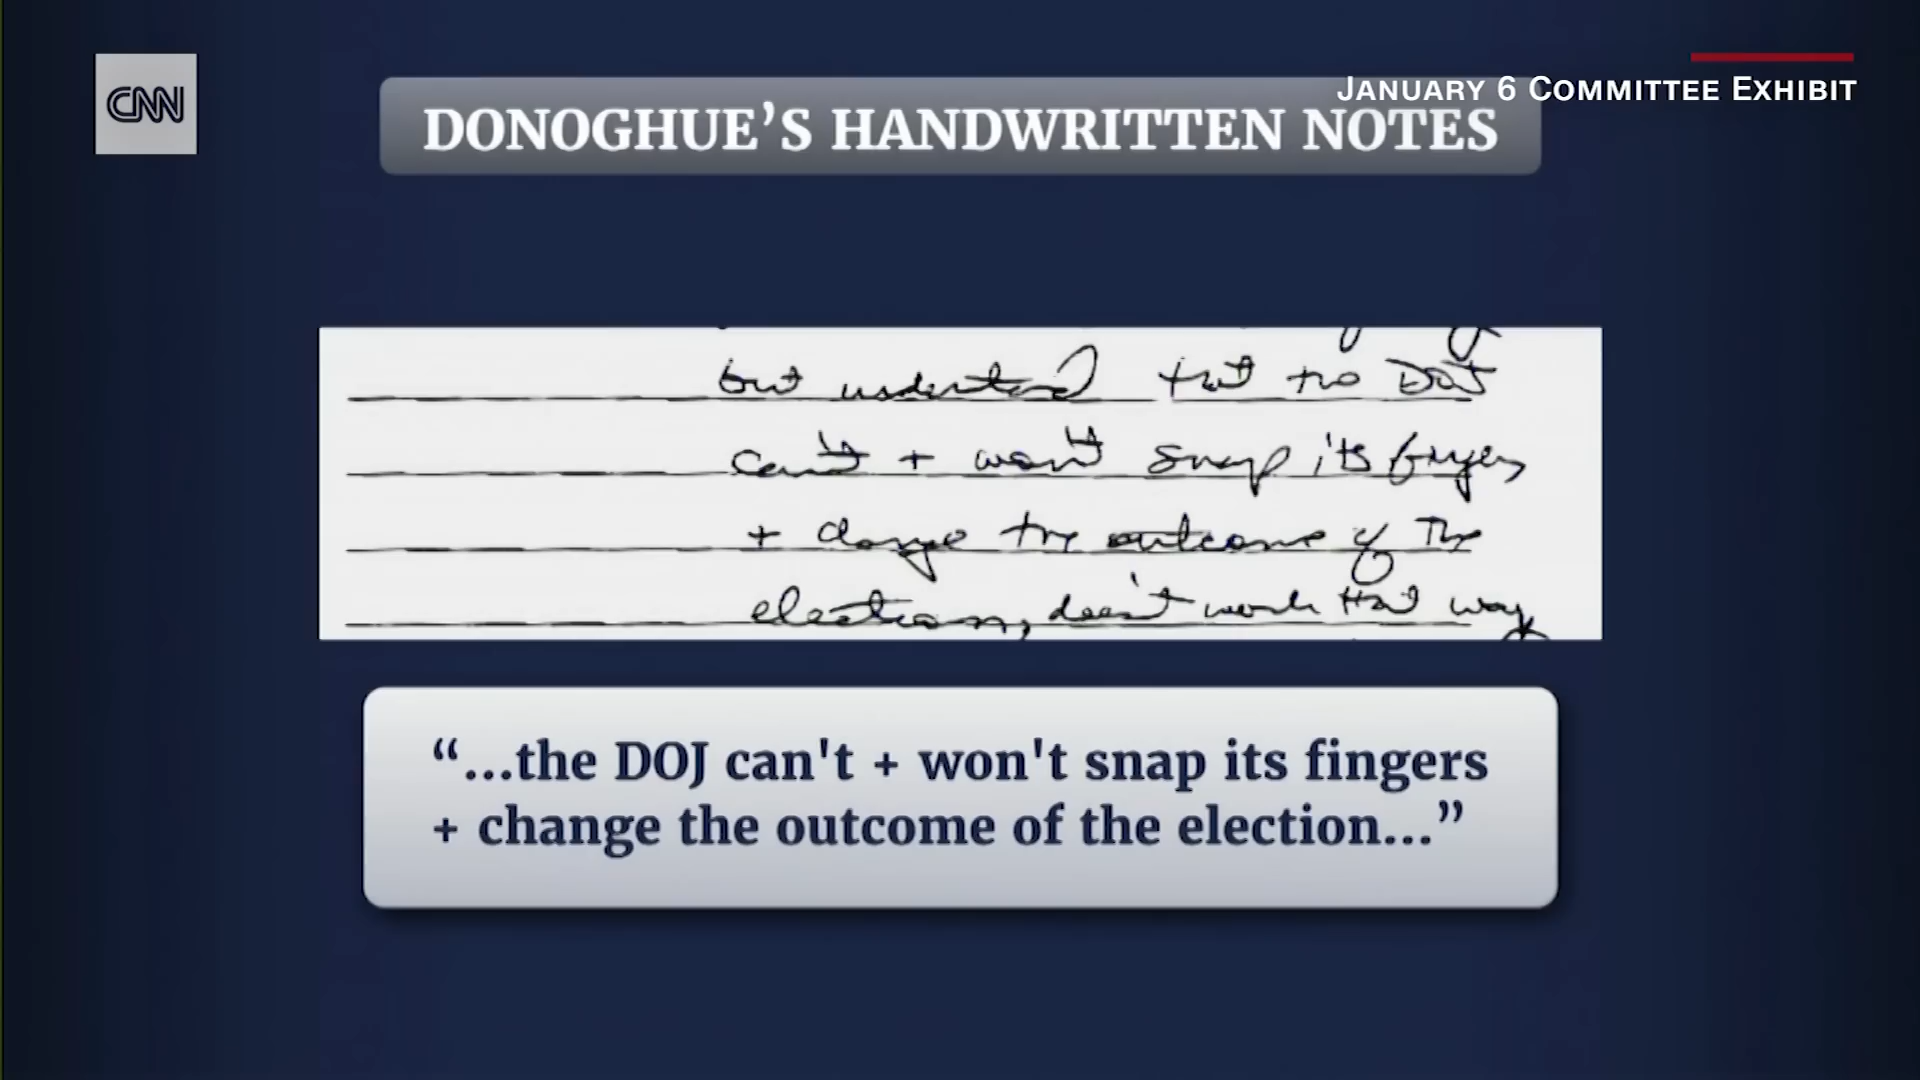 CNN
JANUARY 6 COMMITTEE EXHIBIT
DONOGHUE’S HANDWRITTEN NOTES
but understand that the DOJ
can't + won't snap its fingers
+ change the outcome of the
election, doesn't work that way
“...the DOJ can't + won't snap its fingers
+ change the outcome of the election...”